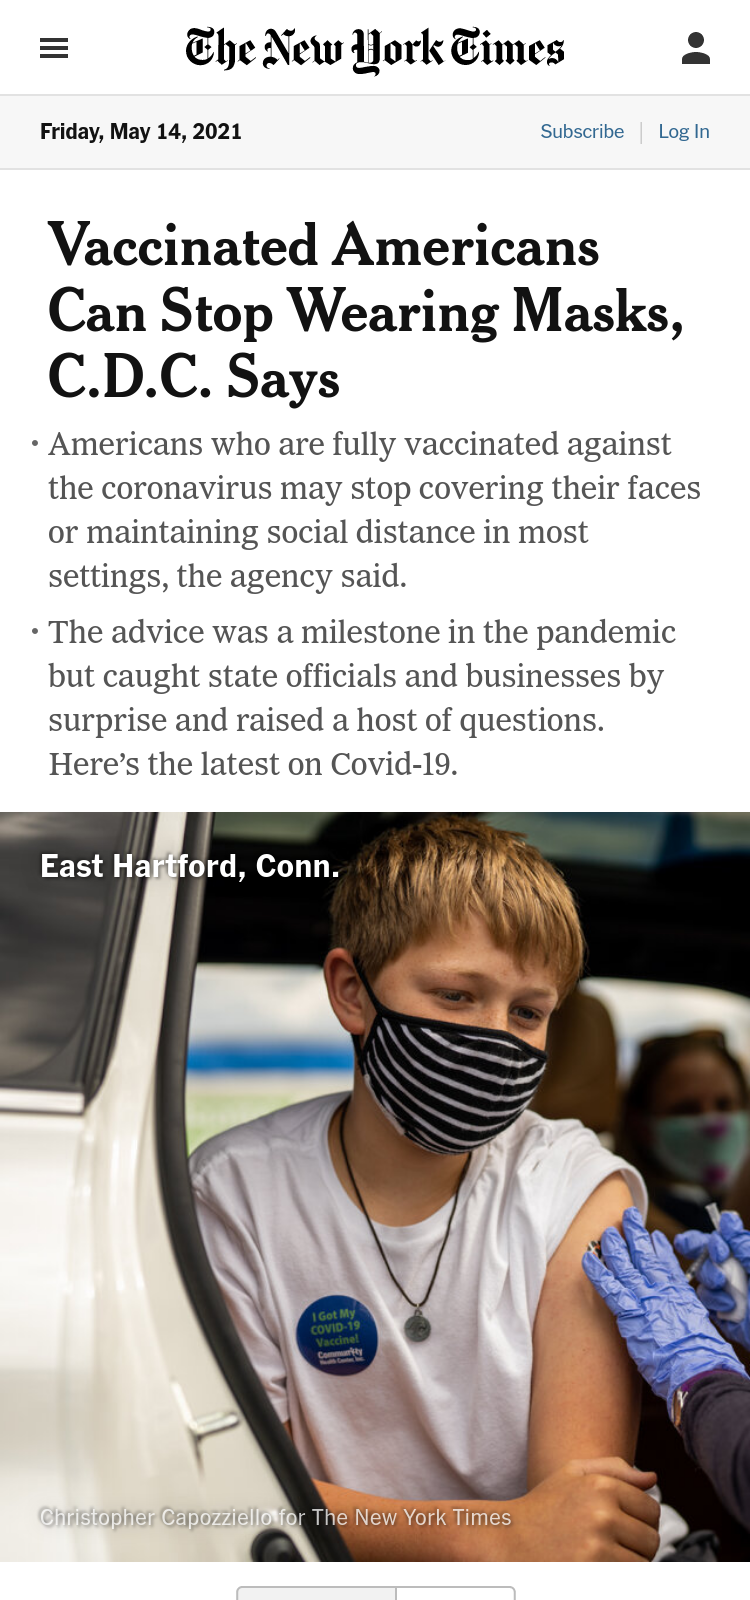 The New York Times
Friday, May 14, 2021
Subscribe | Log In
Vaccinated Americans
Can Stop Wearing Masks,
C.D.C. Says
• Americans who are fully vaccinated against
the coronavirus may stop covering their faces
or maintaining social distance in most
settings, the agency said.
• The advice was a milestone in the pandemic
but caught state officials and businesses by
surprise and raised a host of questions.
Here’s the latest on Covid-19.
East Hartford, Conn.
I Got My
COVID-19
Vaccine!
Community
Health Center, Inc.
Christopher Capozziello for The New York Times